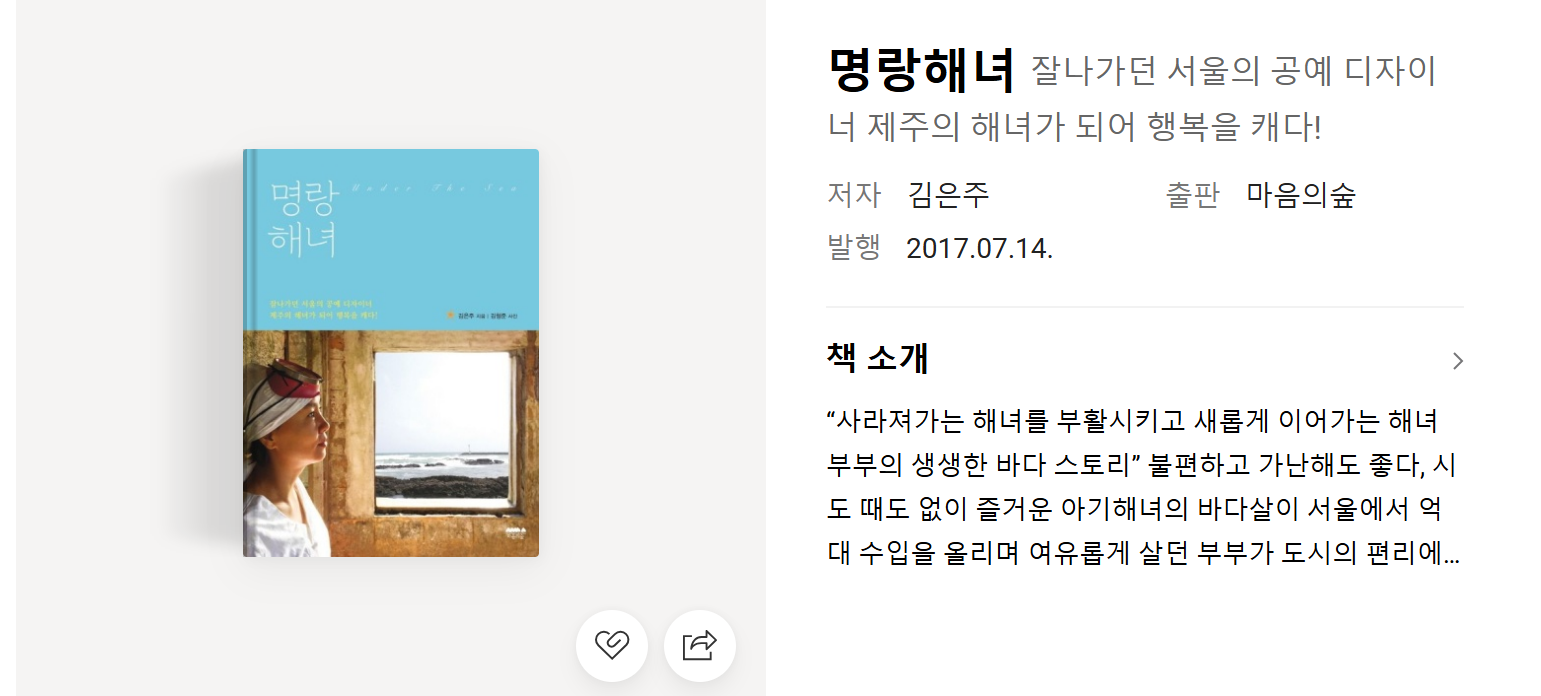 명랑
해녀
Under The Sea
잘나가던 서울의 공예 디자이너
제주의 해녀가 되어 행복을 캐다!
김은주 지음 |
명랑해녀 잘나가던 서울의 공예 디자이
너 제주의 해녀가 되어 행복을 캐다!
저자 김은주 출판 마음의숲
발행 2017.07.14.
책 소개
“사라져가는 해녀를 부활시키고 새롭게 이어가는 해녀
부부의 생생한 바다 스토리” 불편하고 가난해도 좋다, 시
도 때도 없이 즐거운 아기해녀의 바다살이 서울에서 억
대 수입을 올리며 여유롭게 살던 부부가 도시의 편리에...